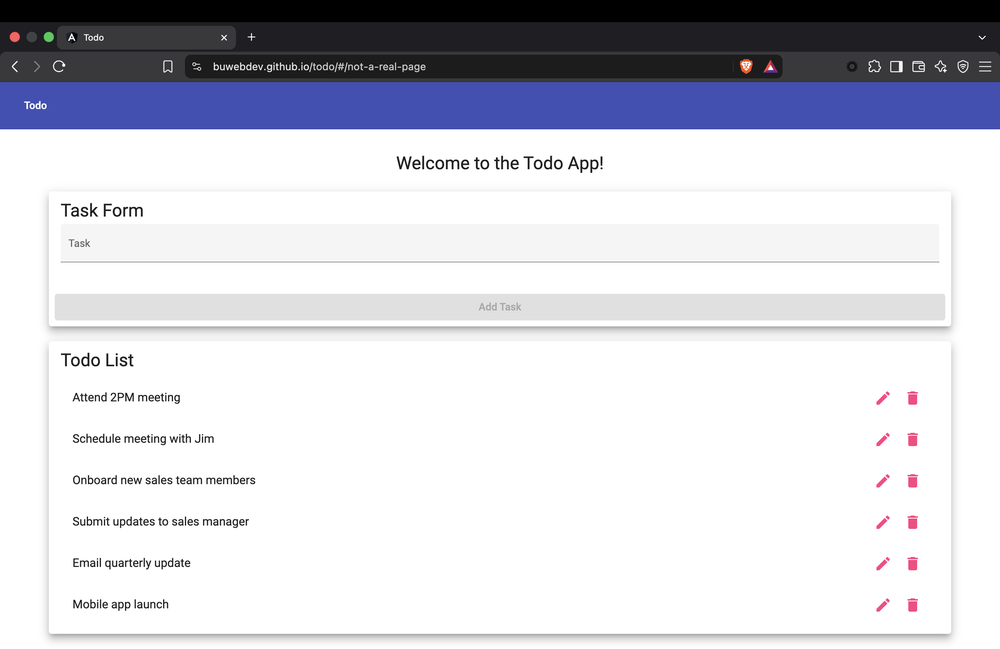 Todo
buwebdev.github.io/todo/#/not-a-real-page
Todo
Welcome to the Todo App!
Task Form
Task
Add Task
Todo List
Attend 2PM meeting
Schedule meeting with Jim
Onboard new sales team members
Submit updates to sales manager
Email quarterly update
Mobile app launch